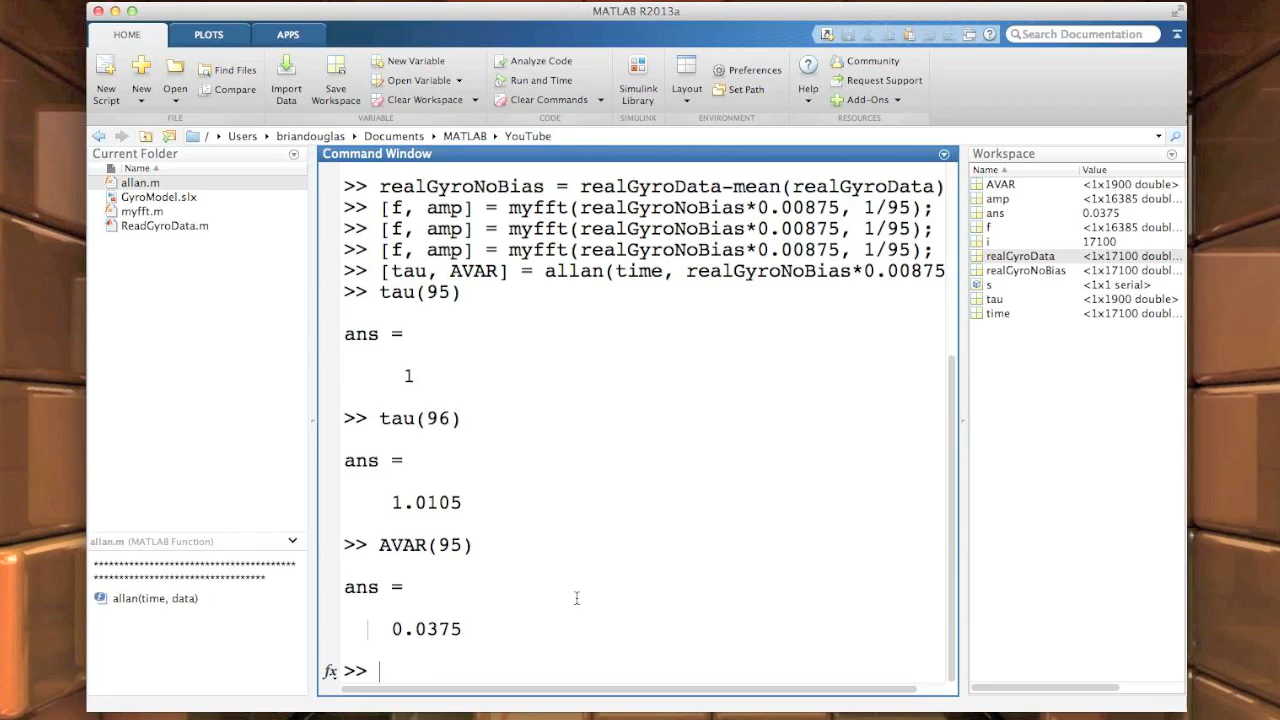 MATLAB R2013a
HOME PLOTS APPS
Search Documentation
New Script
New
Open
Find Files
Compare
Import Data
Save Workspace
New Variable
Open Variable
Clear Workspace
Analyze Code
Run and Time
Clear Commands
Simulink Library
Layout
Preferences
Set Path
Help
Community
Request Support
Add-Ons
FILE VARIABLE CODE SIMULINK ENVIRONMENT RESOURCES
/ Users briandouglas Documents MATLAB YouTube
Current Folder
Name
allan.m
GyroModel.slx
myfft.m
ReadGyroData.m
allan.m (MATLAB Function)
****************************************
**********************************
allan(time, data)
Command Window
>> realGyroNoBias = realGyroData-mean(realGyroData)
>> [f, amp] = myfft(realGyroNoBias*0.00875, 1/95);
>> [f, amp] = myfft(realGyroNoBias*0.00875, 1/95);
>> [f, amp] = myfft(realGyroNoBias*0.00875, 1/95);
>> [tau, AVAR] = allan(time, realGyroNoBias*0.00875
>> tau(95)
ans =
1
>> tau(96)
ans =
1.0105
>> AVAR(95)
ans =
0.0375
fx >>
Workspace
Name Value
AVAR <1x1900 double>
amp <1x16385 doubl...
ans 0.0375
f <1x16385 doubl...
i 17100
realGyroData <1x17100 doubl...
realGyroNoBias <1x17100 doubl...
s <1x1 serial>
tau <1x1900 double>
time <1x17100 doubl...